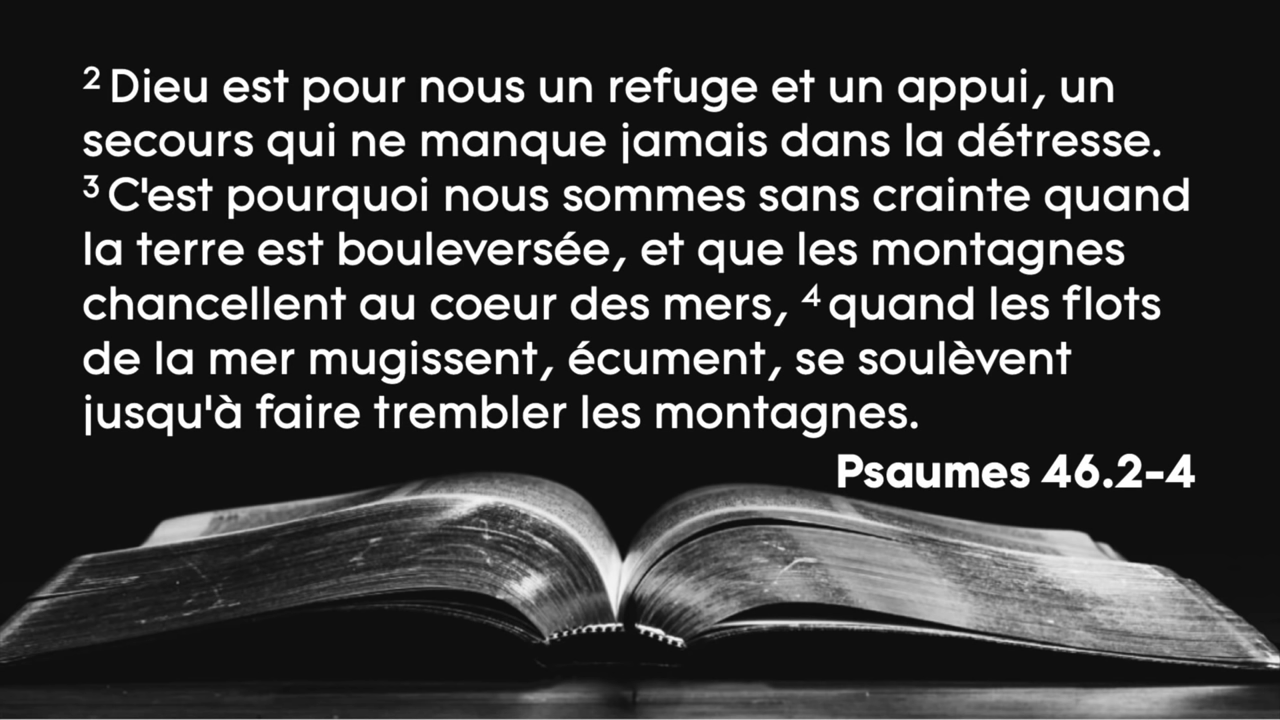 2 Dieu est pour nous un refuge et un appui, un
secours qui ne manque jamais dans la détresse.
3 C'est pourquoi nous sommes sans crainte quand
la terre est bouleversée, et que les montagnes
chancellent au coeur des mers, 4 quand les flots
de la mer mugissent, écument, se soulèvent
jusqu'à faire trembler les montagnes.
Psaumes 46.2-4